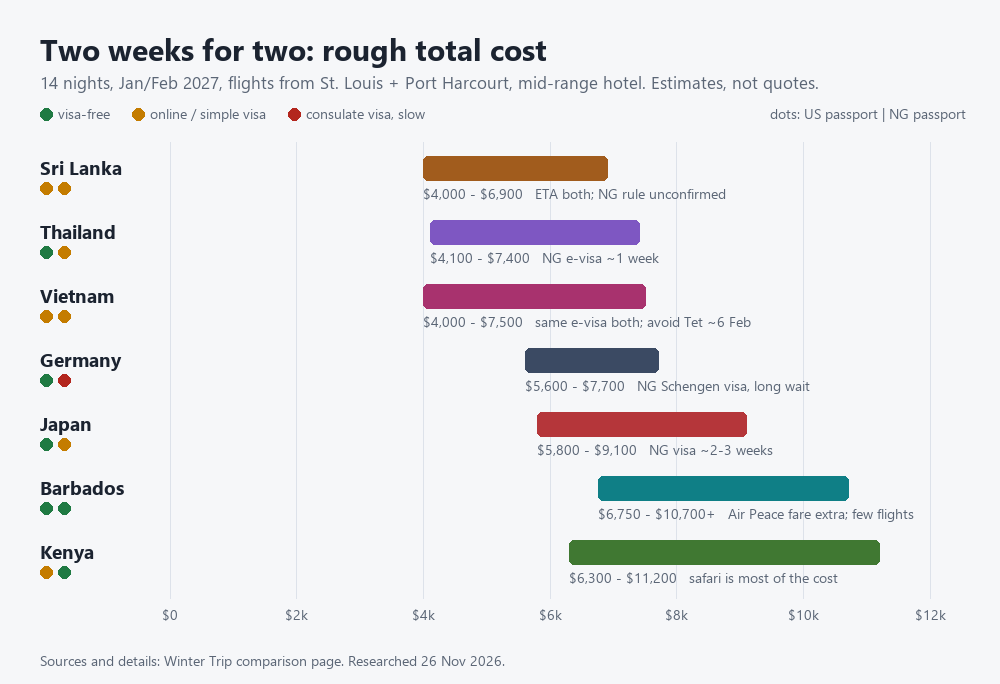 Two weeks for two: rough total cost
14 nights, Jan/Feb 2027, flights from St. Louis + Port Harcourt, mid-range hotel. Estimates, not quotes.
visa-free online / simple visa consulate visa, slow dots: US passport | NG passport
Sri Lanka
$4,000 - $6,900 ETA both; NG rule unconfirmed
Thailand
$4,100 - $7,400 NG e-visa ~1 week
Vietnam
$4,000 - $7,500 same e-visa both; avoid Tet ~6 Feb
Germany
$5,600 - $7,700 NG Schengen visa, long wait
Japan
$5,800 - $9,100 NG visa ~2-3 weeks
Barbados
$6,750 - $10,700+ Air Peace fare extra; few flights
Kenya
$6,300 - $11,200 safari is most of the cost
$0 $2k $4k $6k $8k $10k $12k
Sources and details: Winter Trip comparison page. Researched 26 Nov 2026.